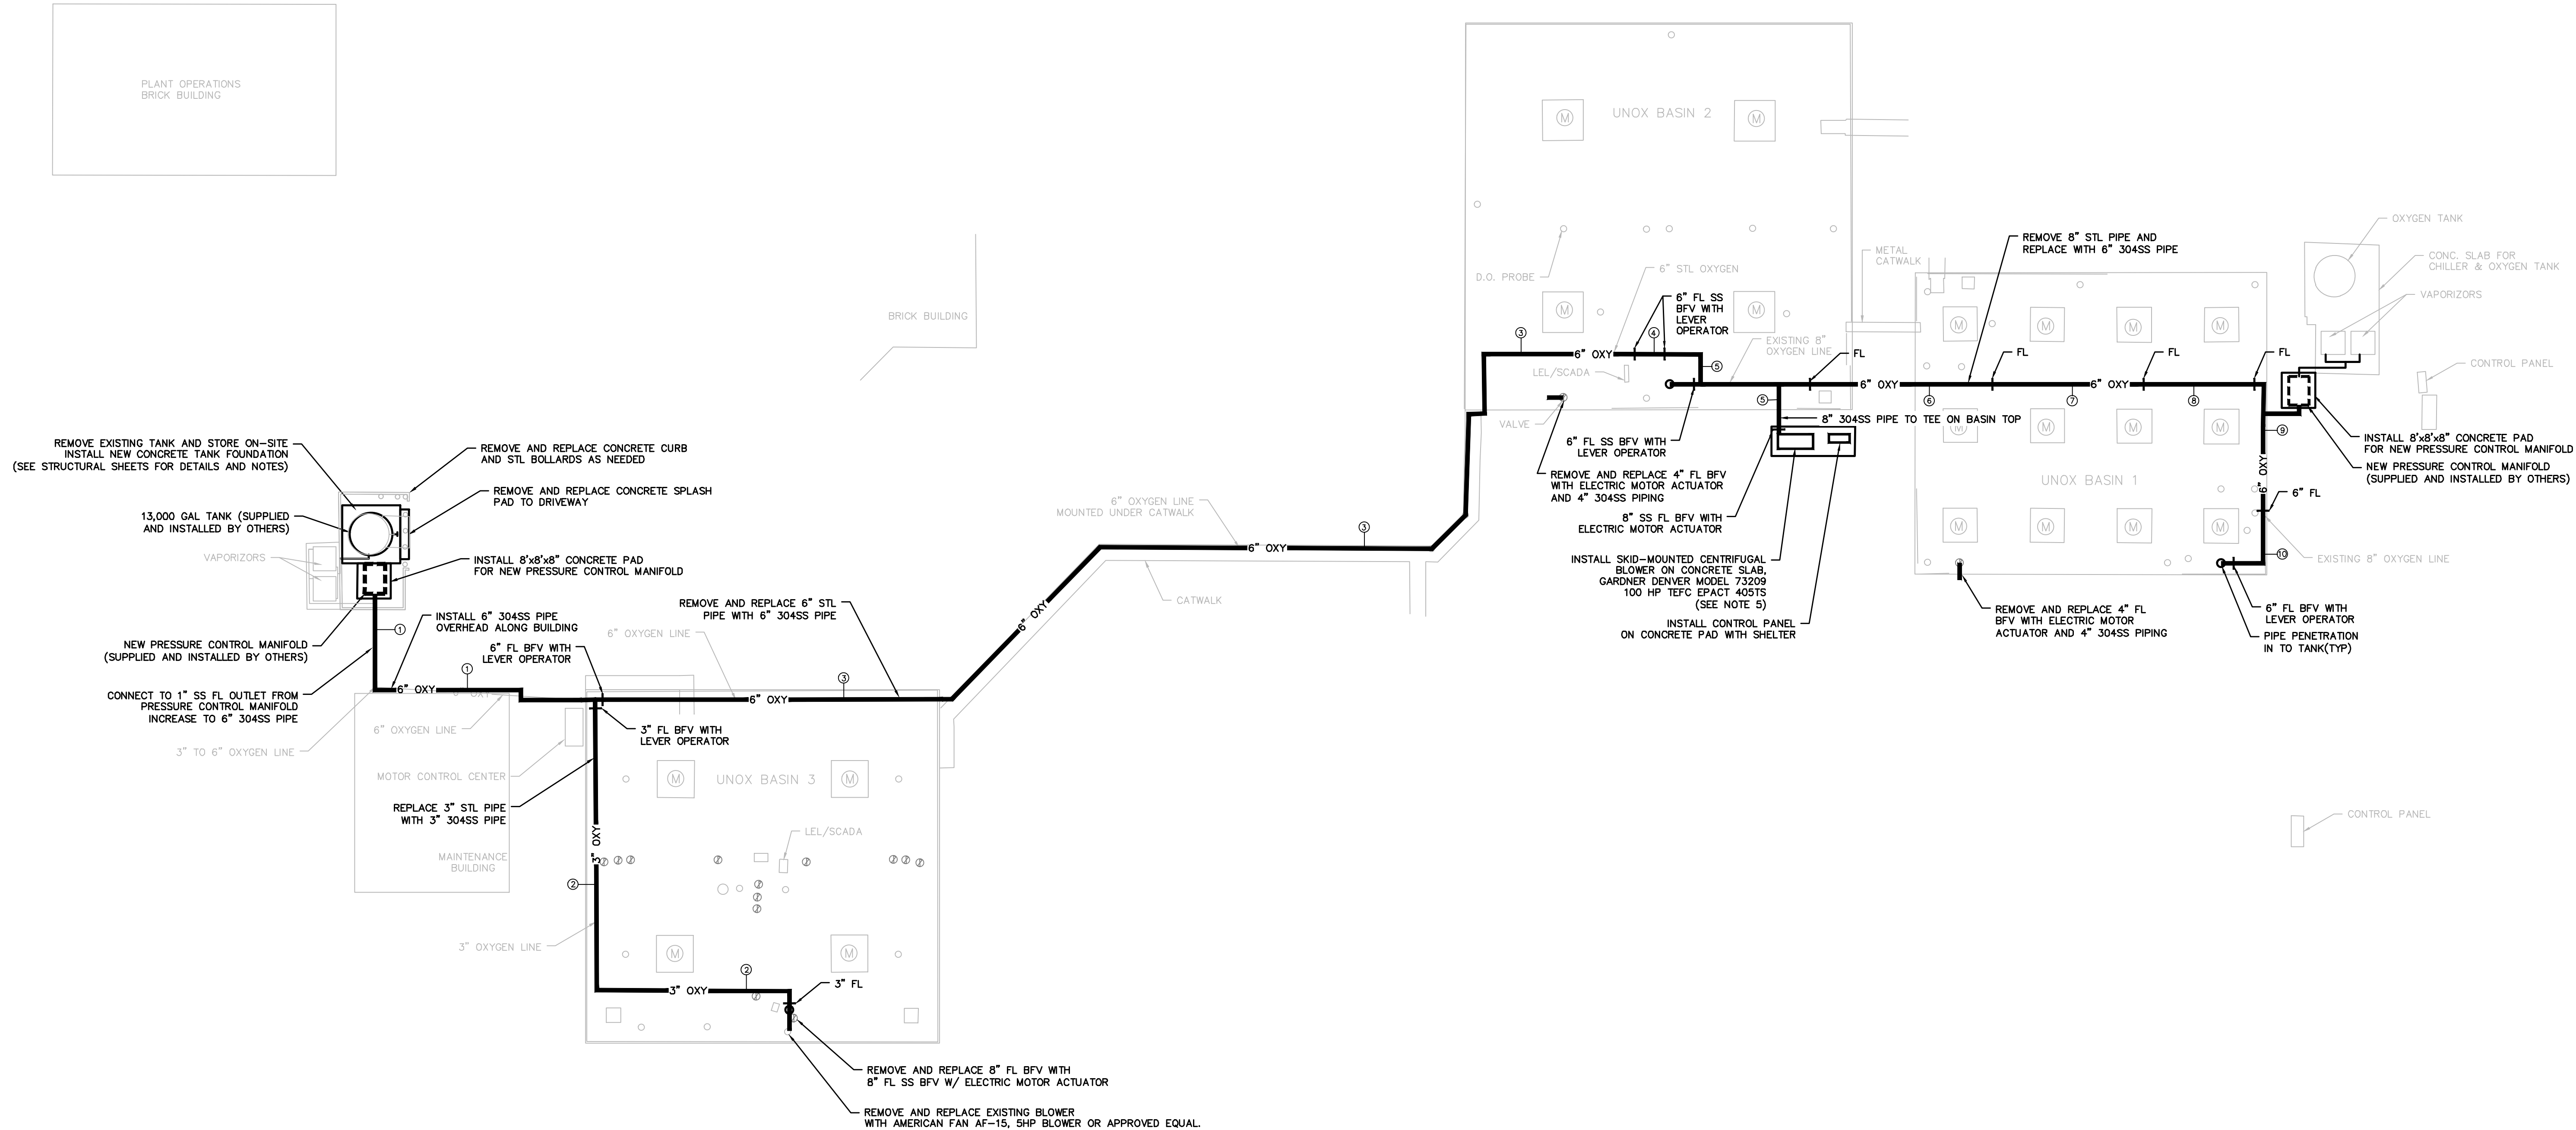 PLANT OPERATIONS
BRICK BUILDING
UNOX BASIN 2
M
M
OXYGEN TANK
REMOVE 8" STL PIPE AND
REPLACE WITH 6" 304SS PIPE
METAL
CATWALK
CONC. SLAB FOR
CHILLER & OXYGEN TANK
D.O. PROBE
6" STL OXYGEN
VAPORIZORS
6" FL SS
BFV WITH
LEVER
OPERATOR
M
M
BRICK BUILDING
M
M
M
M
3
4
6" OXY
EXISTING 8"
OXYGEN LINE
FL
FL
FL
FL
5
LEL/SCADA
CONTROL PANEL
6" OXY
6" OXY
5
6
7
8
VALVE
8" 304SS PIPE TO TEE ON BASIN TOP
M
M
M
M
9
6" FL SS BFV WITH
LEVER OPERATOR
INSTALL 8'x8'x8" CONCRETE PAD
FOR NEW PRESSURE CONTROL MANIFOLD
REMOVE EXISTING TANK AND STORE ON-SITE
INSTALL NEW CONCRETE TANK FOUNDATION
(SEE STRUCTURAL SHEETS FOR DETAILS AND NOTES)
REMOVE AND REPLACE CONCRETE CURB
AND STL BOLLARDS AS NEEDED
REMOVE AND REPLACE 4" FL BFV
WITH ELECTRIC MOTOR ACTUATOR
AND 4" 304SS PIPING
NEW PRESSURE CONTROL MANIFOLD
(SUPPLIED AND INSTALLED BY OTHERS)
UNOX BASIN 1
6" OXY
REMOVE AND REPLACE CONCRETE SPLASH
PAD TO DRIVEWAY
6" FL
6" OXYGEN LINE
MOUNTED UNDER CATWALK
13,000 GAL TANK (SUPPLIED
AND INSTALLED BY OTHERS)
8" SS FL BFV WITH
ELECTRIC MOTOR ACTUATOR
M
M
M
M
3
6" OXY
VAPORIZORS
INSTALL 8'x8'x8" CONCRETE PAD
FOR NEW PRESSURE CONTROL MANIFOLD
INSTALL SKID-MOUNTED CENTRIFUGAL
BLOWER ON CONCRETE SLAB,
GARDNER DENVER MODEL 73209
100 HP TEFC EPACT 405TS
(SEE NOTE 5)
10
EXISTING 8" OXYGEN LINE
CATWALK
INSTALL 6" 304SS PIPE
OVERHEAD ALONG BUILDING
REMOVE AND REPLACE 6" STL
PIPE WITH 6" 304SS PIPE
6" OXY
REMOVE AND REPLACE 4" FL
BFV WITH ELECTRIC MOTOR
ACTUATOR AND 4" 304SS PIPING
6" FL BFV WITH
LEVER OPERATOR
INSTALL CONTROL PANEL
ON CONCRETE PAD WITH SHELTER
PIPE PENETRATION
IN TO TANK(TYP)
1
6" OXYGEN LINE
NEW PRESSURE CONTROL MANIFOLD
(SUPPLIED AND INSTALLED BY OTHERS)
6" FL BFV WITH
LEVER OPERATOR
1
3
6" OXY
6" OXY
CONNECT TO 1" SS FL OUTLET FROM
PRESSURE CONTROL MANIFOLD
INCREASE TO 6" 304SS PIPE
6" OXYGEN LINE
3" FL BFV WITH
LEVER OPERATOR
3" TO 6" OXYGEN LINE
MOTOR CONTROL CENTER
M
UNOX BASIN 3
M
REPLACE 3" STL PIPE
WITH 3" 304SS PIPE
CONTROL PANEL
3" OXY
LEL/SCADA
MAINTENANCE
BUILDING
2
3" OXYGEN LINE
M
M
2
3" OXY
3" FL
REMOVE AND REPLACE 8" FL BFV WITH
8" FL SS BFV W/ ELECTRIC MOTOR ACTUATOR
REMOVE AND REPLACE EXISTING BLOWER
WITH AMERICAN FAN AF-15, 5HP BLOWER OR APPROVED EQUAL.